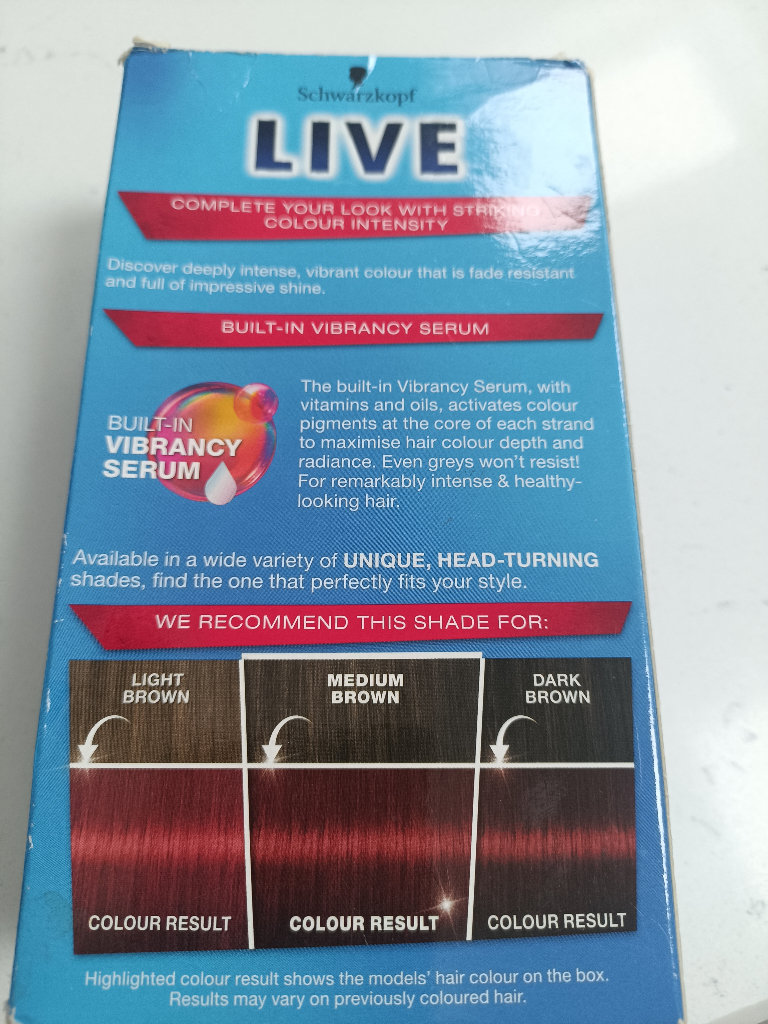 Schwarzkopf
LIVE
COMPLETE YOUR LOOK WITH STRIKING
COLOUR INTENSITY
Discover deeply intense, vibrant colour that is fade resistant
and full of impressive shine.
BUILT-IN VIBRANCY SERUM
BUILT-IN
VIBRANCY
SERUM
The built-in Vibrancy Serum, with
vitamins and oils, activates colour
pigments at the core of each strand
to maximise hair colour depth and
radiance. Even greys won't resist!
For remarkably intense & healthy-
looking hair.
Available in a wide variety of UNIQUE, HEAD-TURNING
shades, find the one that perfectly fits your style.
WE RECOMMEND THIS SHADE FOR:
LIGHT
BROWN
MEDIUM
BROWN
DARK
BROWN
COLOUR RESULT
COLOUR RESULT
COLOUR RESULT
Highlighted colour result shows the models' hair colour on the box.
Results may vary on previously coloured hair.